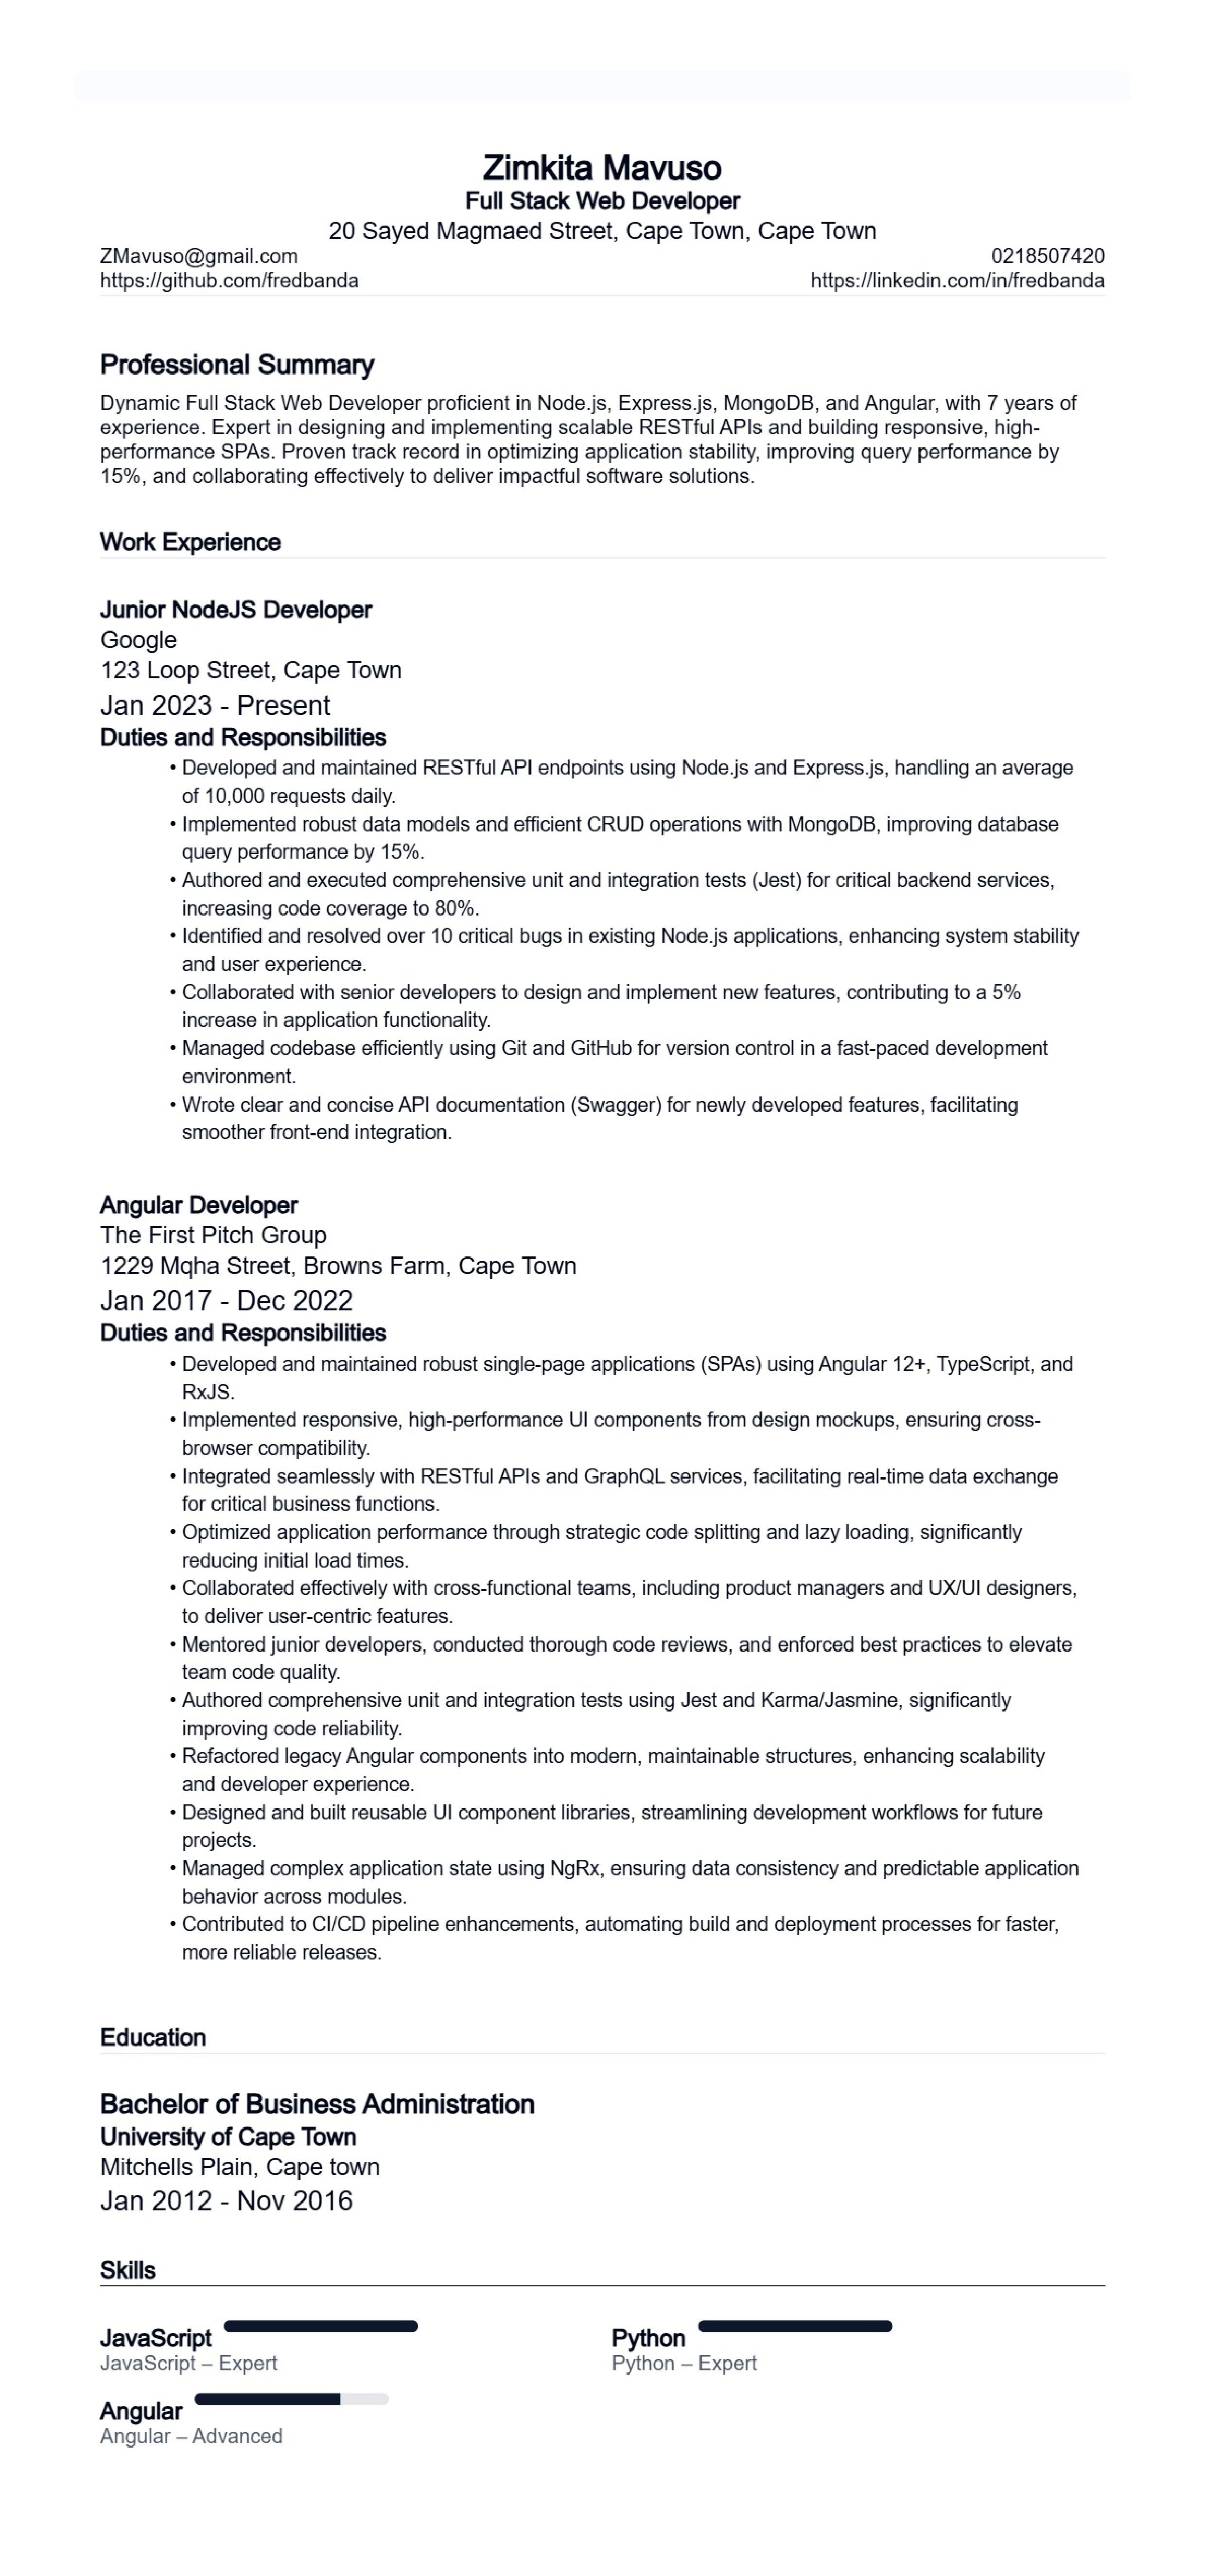 Zimkita Mavuso
Full Stack Web Developer
20 Sayed Magmaed Street, Cape Town, Cape Town
ZMavuso@gmail.com 0218507420
https://github.com/fredbanda https://linkedin.com/in/fredbanda
Professional Summary
Dynamic Full Stack Web Developer proficient in Node.js, Express.js, MongoDB, and Angular, with 7 years of
experience. Expert in designing and implementing scalable RESTful APIs and building responsive, high-
performance SPAs. Proven track record in optimizing application stability, improving query performance by
15%, and collaborating effectively to deliver impactful software solutions.
Work Experience
Junior NodeJS Developer
Google
123 Loop Street, Cape Town
Jan 2023 - Present
Duties and Responsibilities
• Developed and maintained RESTful API endpoints using Node.js and Express.js, handling an average
of 10,000 requests daily.
• Implemented robust data models and efficient CRUD operations with MongoDB, improving database
query performance by 15%.
• Authored and executed comprehensive unit and integration tests (Jest) for critical backend services,
increasing code coverage to 80%.
• Identified and resolved over 10 critical bugs in existing Node.js applications, enhancing system stability
and user experience.
• Collaborated with senior developers to design and implement new features, contributing to a 5%
increase in application functionality.
• Managed codebase efficiently using Git and GitHub for version control in a fast-paced development
environment.
• Wrote clear and concise API documentation (Swagger) for newly developed features, facilitating
smoother front-end integration.
Angular Developer
The First Pitch Group
1229 Mqha Street, Browns Farm, Cape Town
Jan 2017 - Dec 2022
Duties and Responsibilities
• Developed and maintained robust single-page applications (SPAs) using Angular 12+, TypeScript, and
RxJS.
• Implemented responsive, high-performance UI components from design mockups, ensuring cross-
browser compatibility.
• Integrated seamlessly with RESTful APIs and GraphQL services, facilitating real-time data exchange
for critical business functions.
• Optimized application performance through strategic code splitting and lazy loading, significantly
reducing initial load times.
• Collaborated effectively with cross-functional teams, including product managers and UX/UI designers,
to deliver user-centric features.
• Mentored junior developers, conducted thorough code reviews, and enforced best practices to elevate
team code quality.
• Authored comprehensive unit and integration tests using Jest and Karma/Jasmine, significantly
improving code reliability.
• Refactored legacy Angular components into modern, maintainable structures, enhancing scalability
and developer experience.
• Designed and built reusable UI component libraries, streamlining development workflows for future
projects.
• Managed complex application state using NgRx, ensuring data consistency and predictable application
behavior across modules.
• Contributed to CI/CD pipeline enhancements, automating build and deployment processes for faster,
more reliable releases.
Education
Bachelor of Business Administration
University of Cape Town
Mitchells Plain, Cape town
Jan 2012 - Nov 2016
Skills
JavaScript Python
JavaScript – Expert Python – Expert
Angular
Angular – Advanced